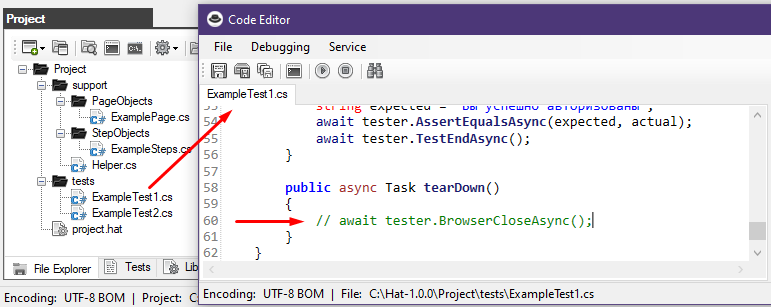 Project
Project
support
PageObjects
ExamplePage.cs
StepObjects
ExampleSteps.cs
Helper.cs
tests
ExampleTest1.cs
ExampleTest2.cs
project.hat
File Explorer Tests Lib
Encoding: UTF-8 BOM | Project: C:
Code Editor
File Debugging Service
ExampleTest1.cs
53 string expected = "Вы успешно авторизованы";
54 await tester.AssertEqualsAsync(expected, actual);
55 await tester.TestEndAsync();
56 }
57
58 public async Task tearDown()
59 {
60 // await tester.BrowserCloseAsync();
61 }
62 }
Encoding: UTF-8 BOM | File: C:\Hat-1.0.0\Project\tests\ExampleTest1.cs